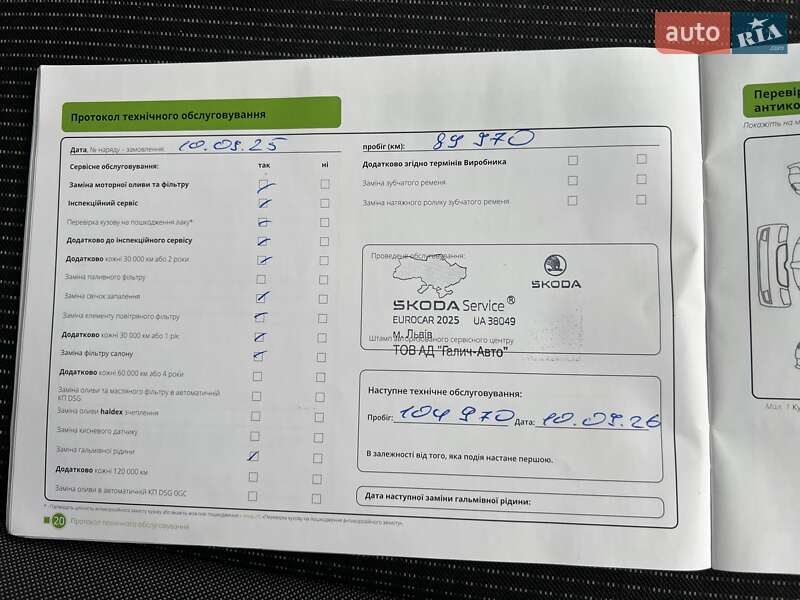 auto RIA.com
Протокол технічного обслуговування
Дата, № наряду – замовлення: 10.09.25
Сервісне обслуговування: так ні
Заміна моторної оливи та фільтру
Інспекційний сервіс
Перевірка кузову на пошкодження лаку*
Додатково до інспекційного сервісу
Додатково кожні 30 000 км або 2 роки
Заміна паливного фільтру
Заміна свічок запалення
Заміна елементу повітряного фільтру
Додатково кожні 30 000 км або 1 рік
Заміна фільтру салону
Додатково кожні 60 000 км або 4 роки
Заміна оливи та масляного фільтру в автоматичній
КП DSG
Заміна оливи haldex зчеплення
Заміна кисневого датчику
Заміна гальмівної рідини
Додатково кожні 120 000 км
Заміна оливи в автоматичній КП DSG 0GC
20 Протокол технічного обслуговування
пробіг (км): 89 970
Додатково згідно термінів Виробника
Заміна зубчатого ременя
Заміна натяжного ролику зубчатого ременя
Проведене обслуговування:
SKODA
SKODA Service®
EUROCAR 2025 UA 38049
м. Львів
Штамп авторизованого сервісного центру
ТОВ АД "Галич-Авто"
Наступне технічне обслуговування:
Пробіг: 104 970 Дата: 10.09.26
В залежності від того, яка подія настане першою.
Дата наступної заміни гальмівної рідини:
Перевір
антико
Покажіть на м
Мал. 1 Ку